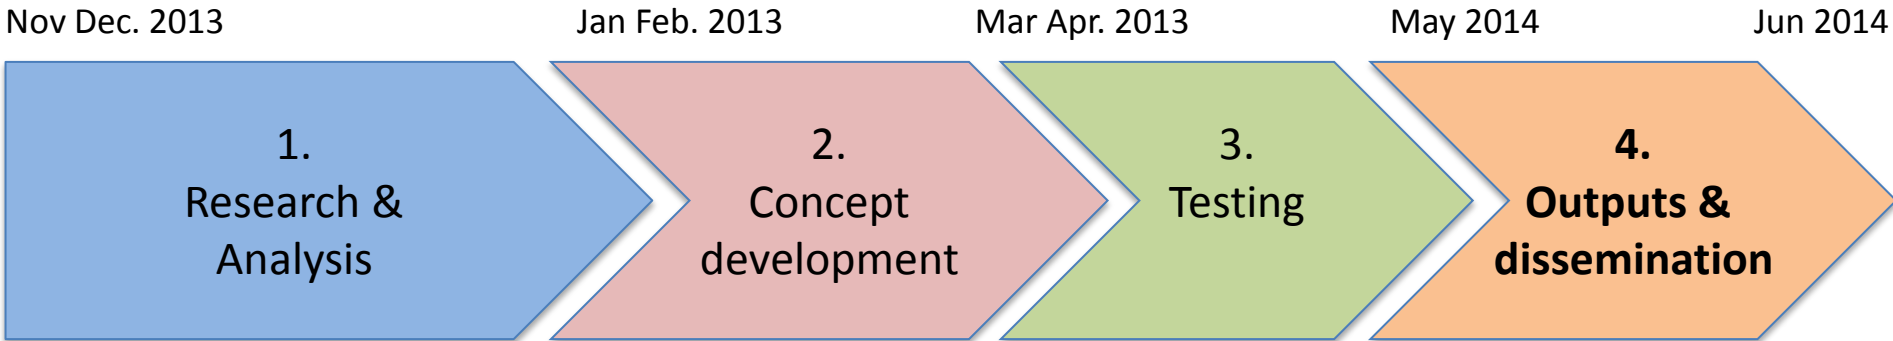 Nov Dec. 2013
Jan Feb. 2013
Mar Apr. 2013
May 2014
Jun 2014
1.
Research &
Analysis
2.
Concept
development
3.
Testing
4.
Outputs &
dissemination